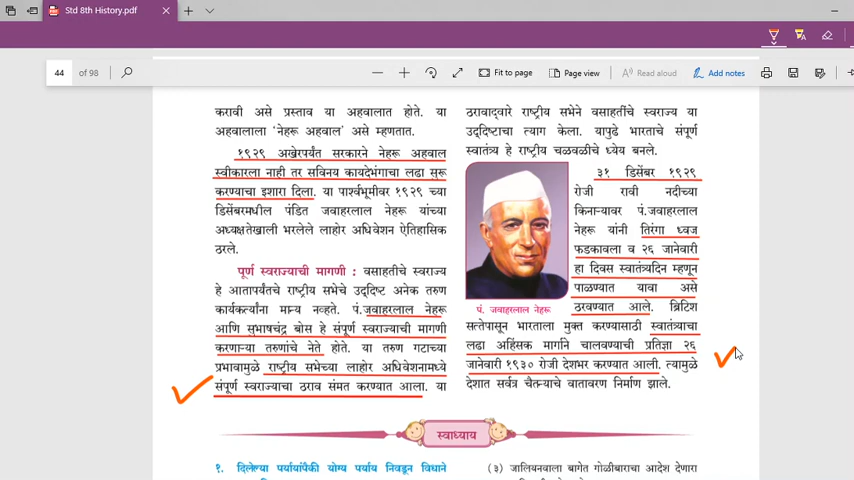 Std 8th History.pdf
44 of 98
Fit to page
Page view
Read aloud
Add notes
करावी असे प्रस्ताव या अहवालात होते. या
अहवालाला 'नेहरू अहवाल' असे म्हणतात.
१९२९ अखेरपर्यंत सरकारने नेहरू अहवाल
स्वीकारला नाही तर सविनय कायदेभंगाचा लढा सुरू
करण्याचा इशारा दिला. या पार्श्वभूमीवर १९२९ च्या
डिसेंबरमधील पंडित जवाहरलाल नेहरू यांच्या
अध्यक्षतेखाली भरलेले लाहोर अधिवेशन ऐतिहासिक
ठरले.
पूर्ण स्वराज्याची मागणी : वसाहतीचे स्वराज्य
हे आतापर्यंतचे राष्ट्रीय सभेचे उद्दिष्ट अनेक तरुण
कार्यकर्त्यांना मान्य नव्हते. पं.जवाहरलाल नेहरू
आणि सुभाषचंद्र बोस हे संपूर्ण स्वराज्याची मागणी
करणाऱ्या तरुणांचे नेते होते. या तरुण गटाच्या
प्रभावामुळे राष्ट्रीय सभेच्या लाहोर अधिवेशनामध्ये
संपूर्ण स्वराज्याचा ठराव संमत करण्यात आला. या
ठरावाद्वारे राष्ट्रीय सभेने वसाहतींचे स्वराज्य या
उद्दिष्टाचा त्याग केला. यापुढे भारताचे संपूर्ण
स्वातंत्र्य हे राष्ट्रीय चळवळीचे ध्येय बनले.
३१ डिसेंबर १९२९
रोजी रावी नदीच्या
किनाऱ्यावर पं.जवाहरलाल
नेहरू यांनी तिरंगा ध्वज
फडकावला व २६ जानेवारी
हा दिवस स्वातंत्र्यदिन म्हणून
पाळण्यात यावा असे
ठरवण्यात आले. ब्रिटिश
पं. जवाहरलाल नेहरू
सत्तेपासून भारताला मुक्त करण्यासाठी स्वातंत्र्याचा
लढा अहिंसक मार्गाने चालवण्याची प्रतिज्ञा २६
जानेवारी १९३० रोजी देशभर करण्यात आली. त्यामुळे
देशात सर्वत्र चैतन्याचे वातावरण निर्माण झाले.
स्वाध्याय
१. दिलेल्या पर्यायांपैकी योग्य पर्याय निवडून विधाने
(३) जालियनवाला बागेत गोळीबाराचा आदेश देणारा